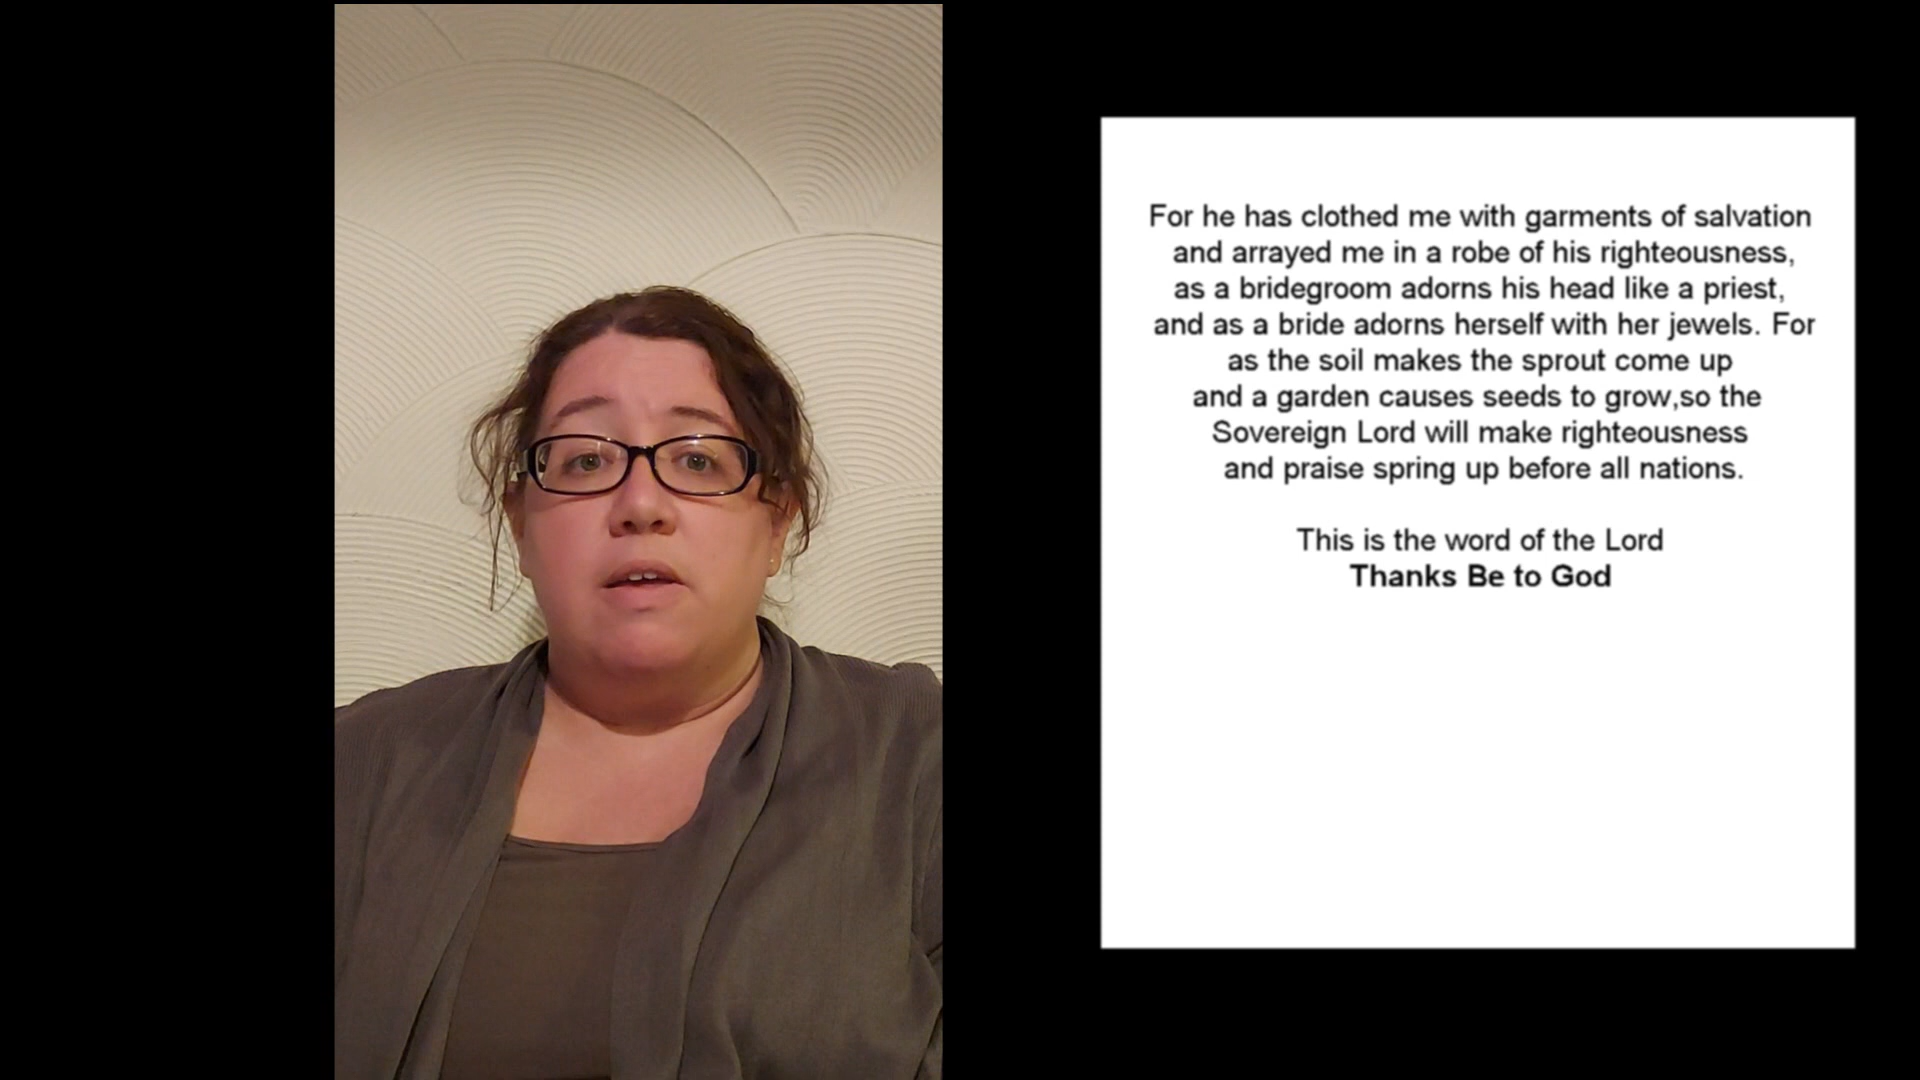 For he has clothed me with garments of salvation
and arrayed me in a robe of his righteousness,
as a bridegroom adorns his head like a priest,
and as a bride adorns herself with her jewels. For
as the soil makes the sprout come up
and a garden causes seeds to grow,so the
Sovereign Lord will make righteousness
and praise spring up before all nations.
This is the word of the Lord
Thanks Be to God